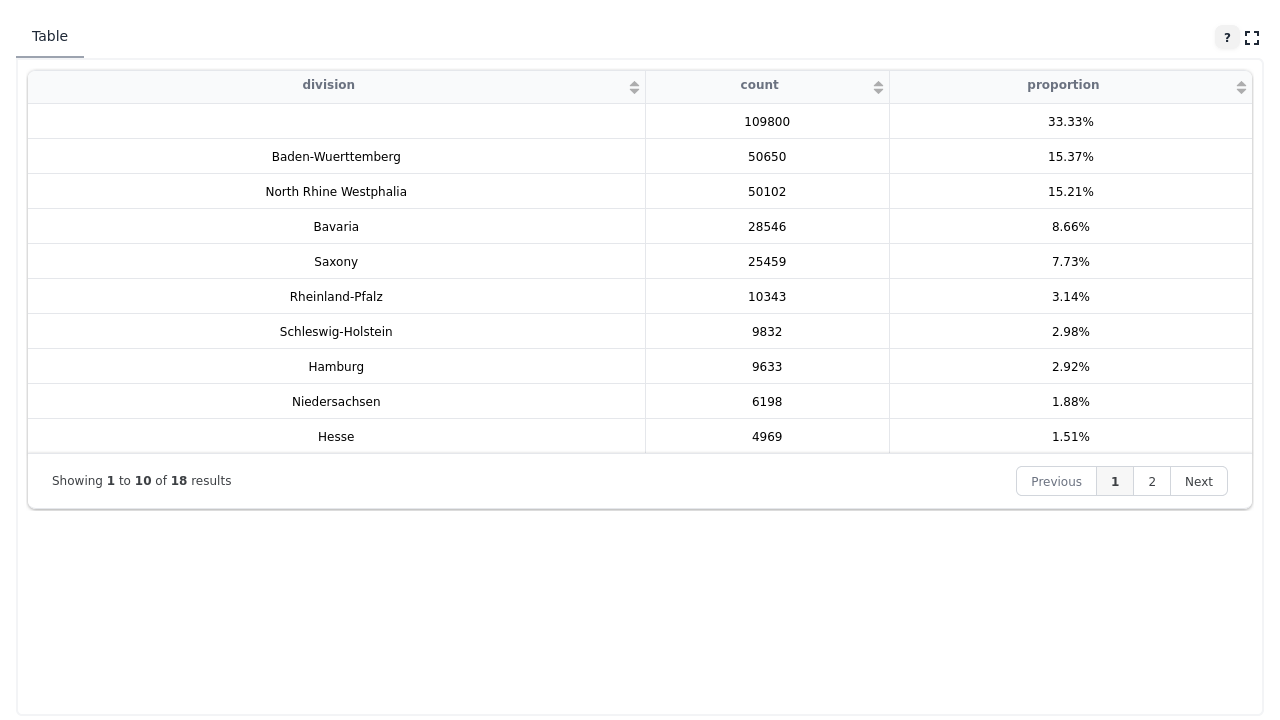 Table ?
division count proportion
109800 33.33%
Baden-Wuerttemberg 50650 15.37%
North Rhine Westphalia 50102 15.21%
Bavaria 28546 8.66%
Saxony 25459 7.73%
Rheinland-Pfalz 10343 3.14%
Schleswig-Holstein 9832 2.98%
Hamburg 9633 2.92%
Niedersachsen 6198 1.88%
Hesse 4969 1.51%
Showing 1 to 10 of 18 results Previous 1 2 Next